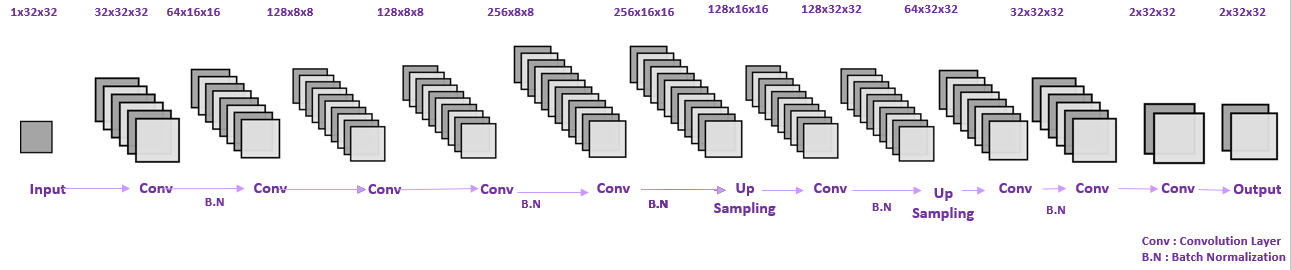 1x32x32 32x32x32 64x16x16 128x8x8 128x8x8 256x8x8 256x16x16 128x16x16 128x32x32 64x32x32 32x32x32 2x32x32 2x32x32
Input Conv Conv Conv Conv Conv Up Conv Up Conv Conv Conv Output
Sampling Sampling
B.N B.N B.N B.N B.N
Conv : Convolution Layer
B.N : Batch Normalization